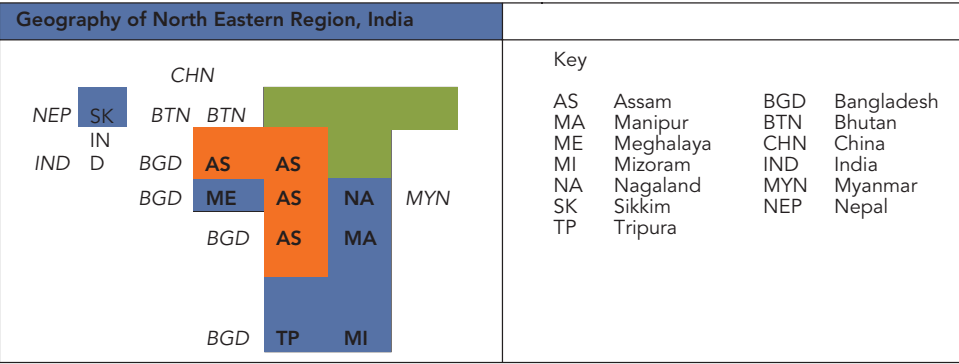 Geography of North Eastern Region, India
CHN
NEP SK BTN BTN
IN
IND D BGD AS AS
BGD ME AS NA MYN
BGD AS MA
BGD TP MI
Key
AS Assam BGD Bangladesh
MA Manipur BTN Bhutan
ME Meghalaya CHN China
MI Mizoram IND India
NA Nagaland MYN Myanmar
SK Sikkim NEP Nepal
TP Tripura